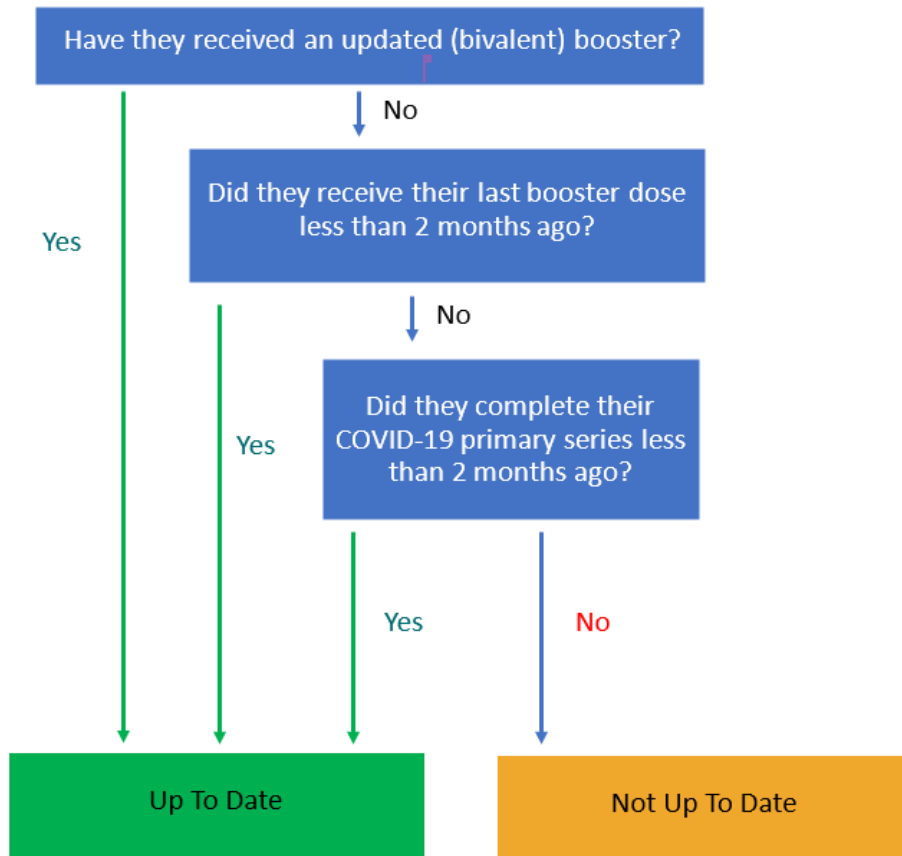 Have they received an updated (bivalent) booster?
No
Did they receive their last booster dose
less than 2 months ago?
Yes
No
Did they complete their
COVID-19 primary series less
than 2 months ago?
Yes
Yes
No
Up To Date
Not Up To Date